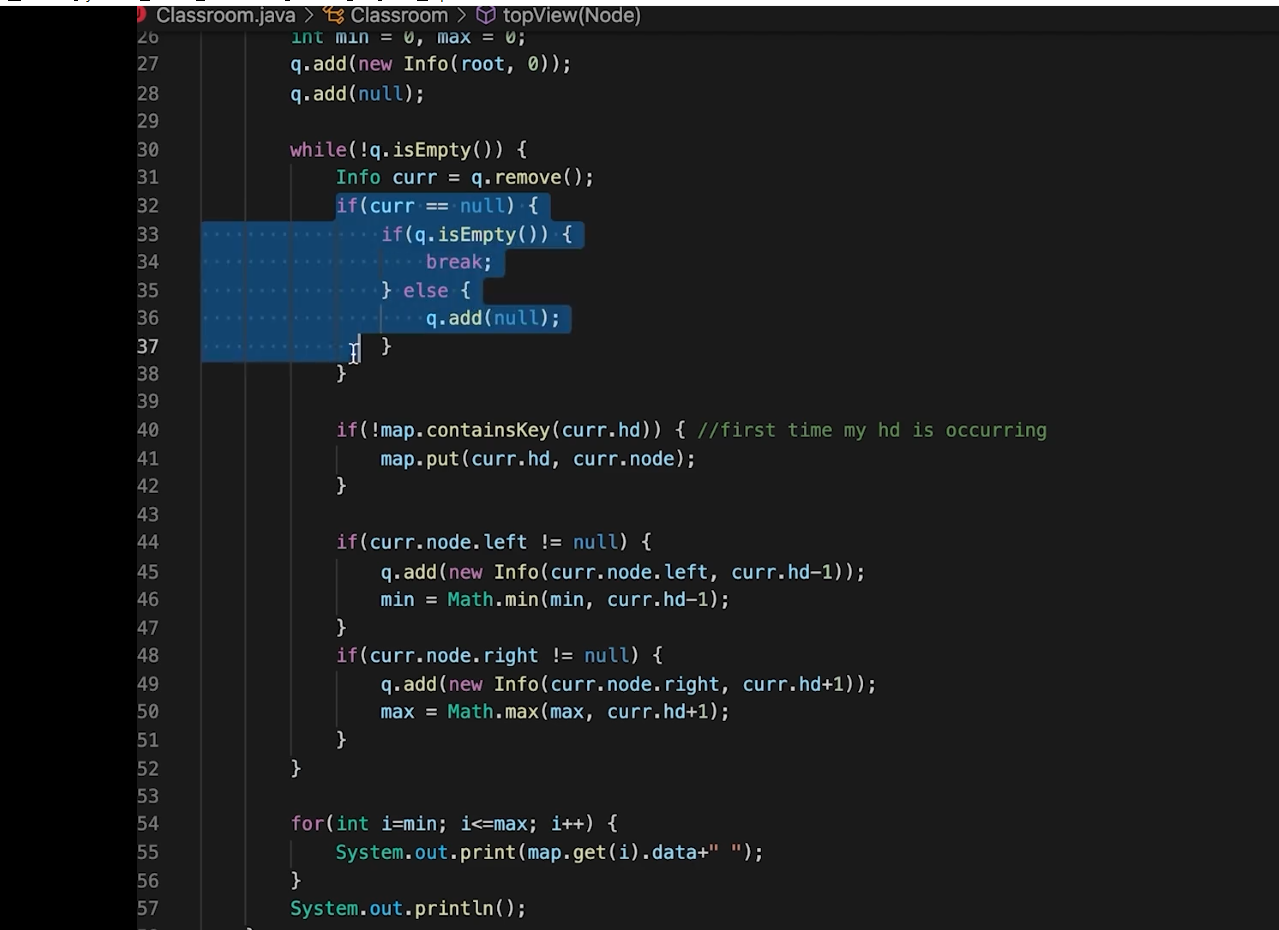 Classroom.java > Classroom > topView(Node)
26 int min = 0, max = 0;
27 q.add(new Info(root, 0));
28 q.add(null);
29
30 while(!q.isEmpty()) {
31 Info curr = q.remove();
32 if(curr == null) {
33 if(q.isEmpty()) {
34 break;
35 } else {
36 q.add(null);
37 }
38 }
39
40 if(!map.containsKey(curr.hd)) { //first time my hd is occurring
41 map.put(curr.hd, curr.node);
42 }
43
44 if(curr.node.left != null) {
45 q.add(new Info(curr.node.left, curr.hd-1));
46 min = Math.min(min, curr.hd-1);
47 }
48 if(curr.node.right != null) {
49 q.add(new Info(curr.node.right, curr.hd+1));
50 max = Math.max(max, curr.hd+1);
51 }
52 }
53
54 for(int i=min; i<=max; i++) {
55 System.out.print(map.get(i).data+" ");
56 }
57 System.out.println();